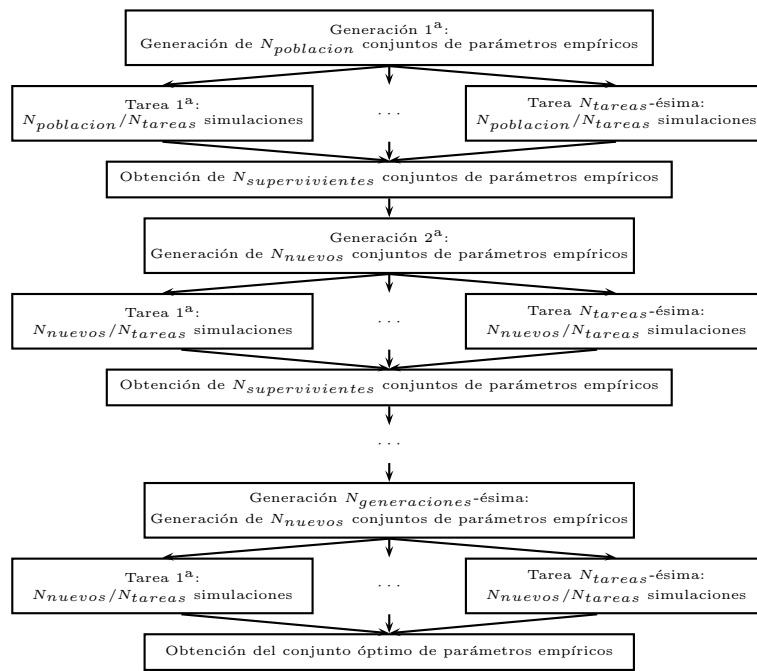 Generación 1ª:
Generación de N_poblacion conjuntos de parámetros empíricos
Tarea 1ª:
N_poblacion/N_tareas simulaciones
...
Tarea N_tareas-ésima:
N_poblacion/N_tareas simulaciones
Obtención de N_supervivientes conjuntos de parámetros empíricos
Generación 2ª:
Generación de N_nuevos conjuntos de parámetros empíricos
Tarea 1ª:
N_nuevos/N_tareas simulaciones
...
Tarea N_tareas-ésima:
N_nuevos/N_tareas simulaciones
Obtención de N_supervivientes conjuntos de parámetros empíricos
...
Generación N_generaciones-ésima:
Generación de N_nuevos conjuntos de parámetros empíricos
Tarea 1ª:
N_nuevos/N_tareas simulaciones
...
Tarea N_tareas-ésima:
N_nuevos/N_tareas simulaciones
Obtención del conjunto óptimo de parámetros empíricos